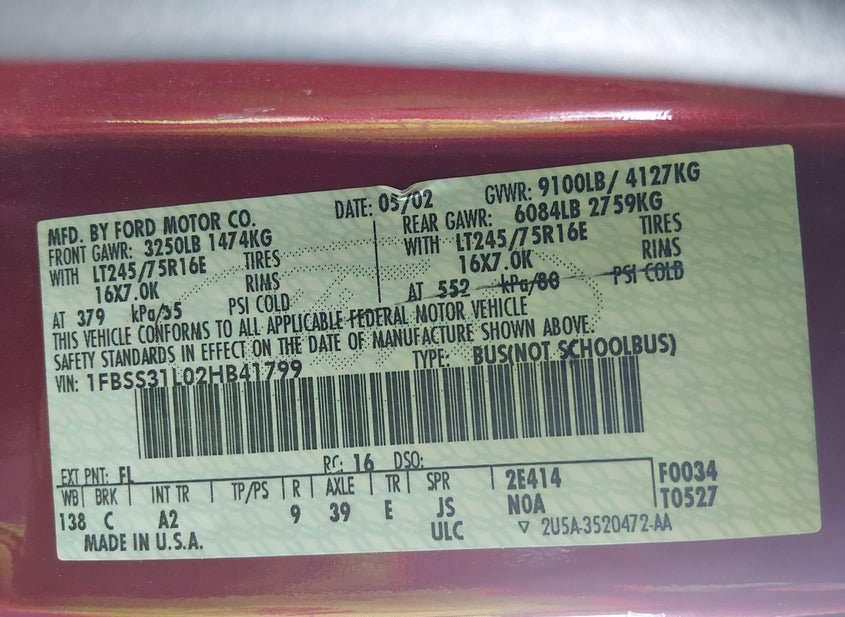 MFD. BY FORD MOTOR CO.
DATE: 05/02
GVWR: 9100LB/ 4127KG
FRONT GAWR: 3250LB 1474KG
REAR GAWR: 6084LB 2759KG
WITH LT245/75R16E TIRES
WITH LT245/75R16E TIRES
16X7.0K RIMS
16X7.0K RIMS
AT 379 kPa/55 PSI COLD
AT 552 kPa/80 PSI COLD
THIS VEHICLE CONFORMS TO ALL APPLICABLE FEDERAL MOTOR VEHICLE
SAFETY STANDARDS IN EFFECT ON THE DATE OF MANUFACTURE SHOWN ABOVE.
VIN: 1FBSS31L02HB41799
TYPE: BUS(NOT SCHOOLBUS)
EXT PNT: FL RC: 16 DSO:
WB BRK INT TR TP/PS R AXLE TR SPR
138 C A2 9 39 E JS
ULC
2E414
N0A
F0034
T0527
MADE IN U.S.A.
▽ 2U5A-3520472-AA